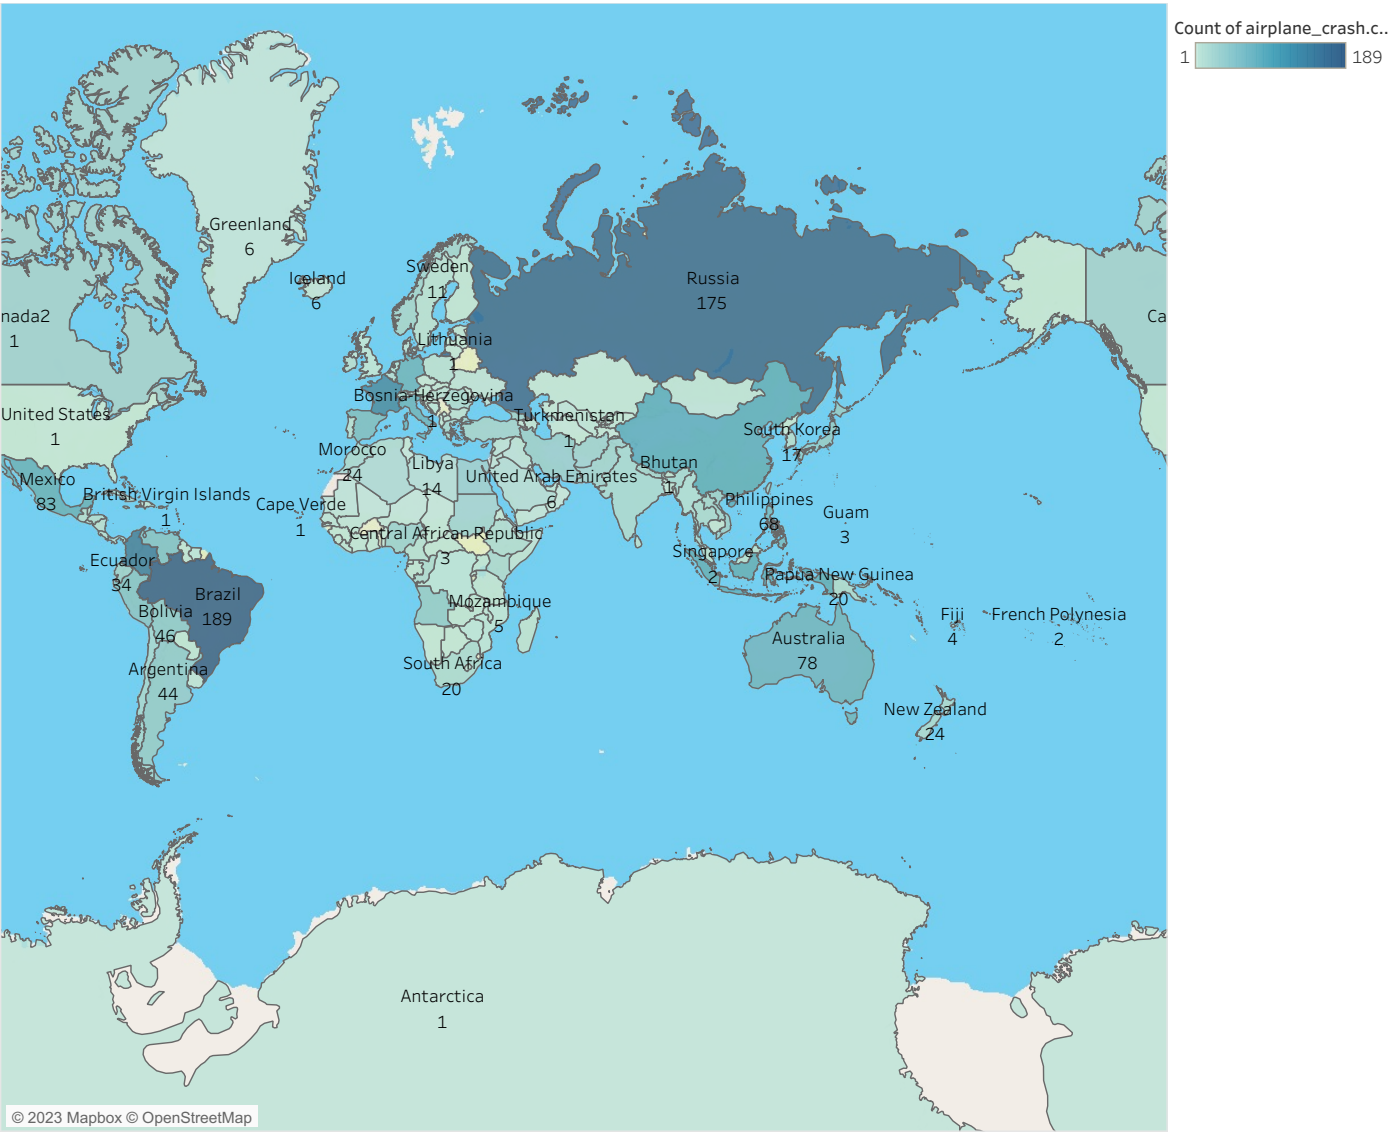 Count of airplane_crash.c..
1
189
Greenland
6
Iceland
6
Sweden
11
Russia
175
nada2
1
Ca
Lithuania
1
Bosnia-Herzegovina
1
United States
1
Turkmenistan
1
South Korea
17
Morocco
24
Libya
14
United Arab Emirates
6
Bhutan
1
Mexico
83
British Virgin Islands
1
Cape Verde
1
Philippines
68
Guam
3
Central African Republic
3
Singapore
2
Ecuador
34
Papua New Guinea
20
Brazil
189
Bolivia
46
Mozambique
5
Fiji
4
French Polynesia
2
Australia
78
Argentina
44
South Africa
20
New Zealand
24
Antarctica
1
© 2023 Mapbox © OpenStreetMap